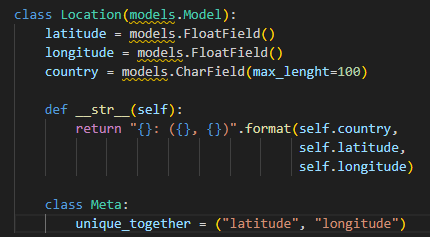 class Location(models.Model):
    latitude = models.FloatField()
    longitude = models.FloatField()
    country = models.CharField(max_lenght=100)

    def __str__(self):
        return "{}: ({}, {})".format(self.country,
                                     self.latitude,
                                     self.longitude)

    class Meta:
        unique_together = ("latitude", "longitude")